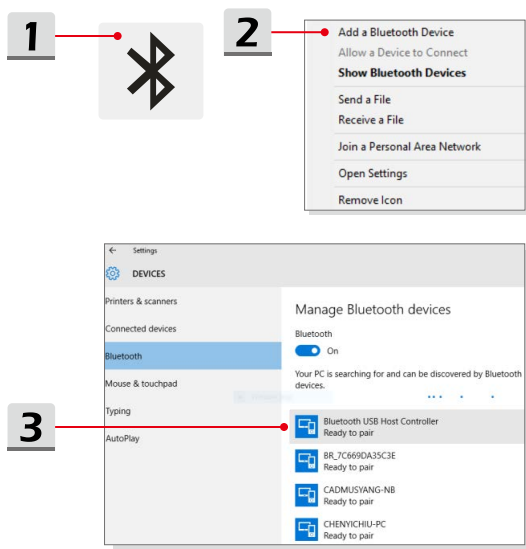 1
2
Add a Bluetooth Device
Allow a Device to Connect
Show Bluetooth Devices
Send a File
Receive a File
Join a Personal Area Network
Open Settings
Remove Icon
Settings
DEVICES
Printers & scanners
Connected devices
Bluetooth
Mouse & touchpad
Typing
AutoPlay
Manage Bluetooth devices
Bluetooth
On
Your PC is searching for and can be discovered by Bluetooth
devices.
3
Bluetooth USB Host Controller
Ready to pair
BR_7C669DA35C3E
Ready to pair
CADMUSYANG-NB
Ready to pair
CHENYICHIU-PC
Ready to pair